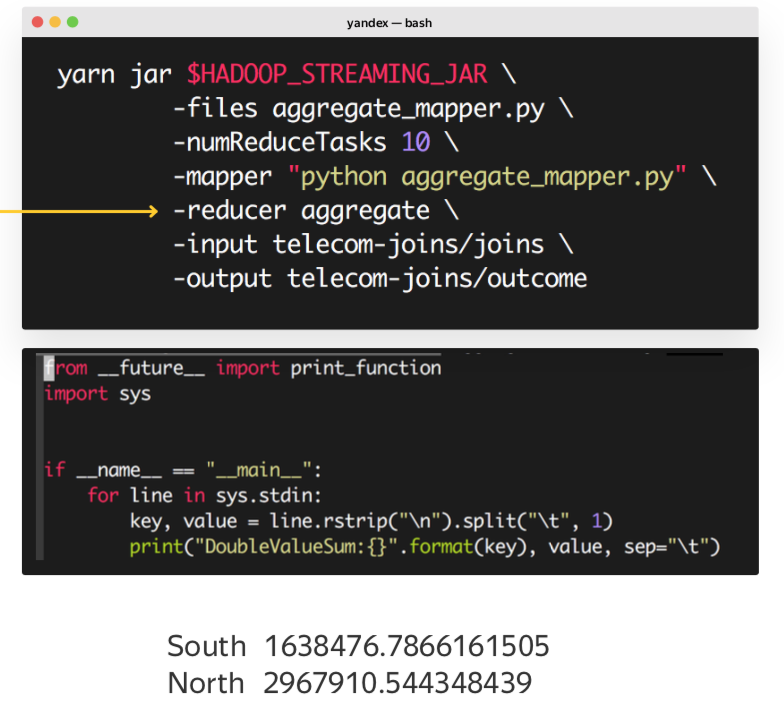 yandex — bash
yarn jar $HADOOP_STREAMING_JAR \
-files aggregate_mapper.py \
-numReduceTasks 10 \
-mapper "python aggregate_mapper.py" \
-reducer aggregate \
-input telecom-joins/joins \
-output telecom-joins/outcome
from __future__ import print_function
import sys
if __name__ == "__main__":
for line in sys.stdin:
key, value = line.rstrip("\n").split("\t", 1)
print("DoubleValueSum:{}".format(key), value, sep="\t")
South 1638476.7866161505
North 2967910.544348439